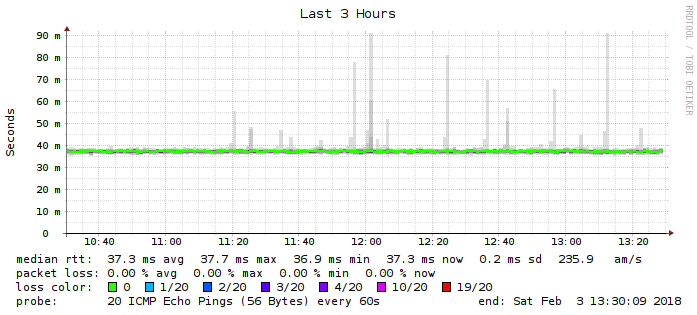 Last 3 Hours
RRDTOOL / TOBI OETIKER
Seconds
90 m
80 m
70 m
60 m
50 m
40 m
30 m
20 m
10 m
0 m
10:40 11:00 11:20 11:40 12:00 12:20 12:40 13:00 13:20
median rtt: 37.3 ms avg 37.7 ms max 36.9 ms min 37.3 ms now 0.2 ms sd 235.9 am/s
packet loss: 0.00 % avg 0.00 % max 0.00 % min 0.00 % now
loss color: 0 1/20 2/20 3/20 4/20 10/20 19/20
probe: 20 ICMP Echo Pings (56 Bytes) every 60s end: Sat Feb 3 13:30:09 2018